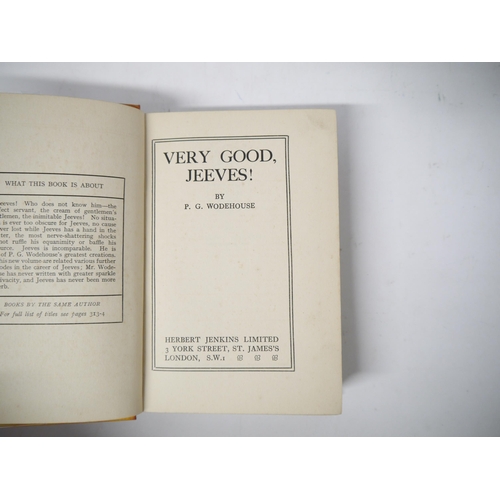 WHAT THIS BOOK IS ABOUT
eeves! Who does not know him—the
fect servant, the cream of gentlemen's
tlemen, the inimitable Jeeves! No situa-
is ever too obscure for Jeeves, no cause
ver lost while Jeeves has a hand in the
tter, the most nerve-shattering shocks
not ruffle his equanimity or baffle his
ource. Jeeves is incomparable. He is
of P. G. Wodehouse's greatest creations.
his new volume are related various further
odes in the career of Jeeves; Mr. Wode-
se has never written with greater sparkle
ivacity, and Jeeves has never been more
erb.
BOOKS BY THE SAME AUTHOR
For full list of titles see pages 313-4
VERY GOOD,
JEEVES!
BY
P. G. WODEHOUSE
HERBERT JENKINS LIMITED
3 YORK STREET, ST. JAMES'S
LONDON, S.W.1